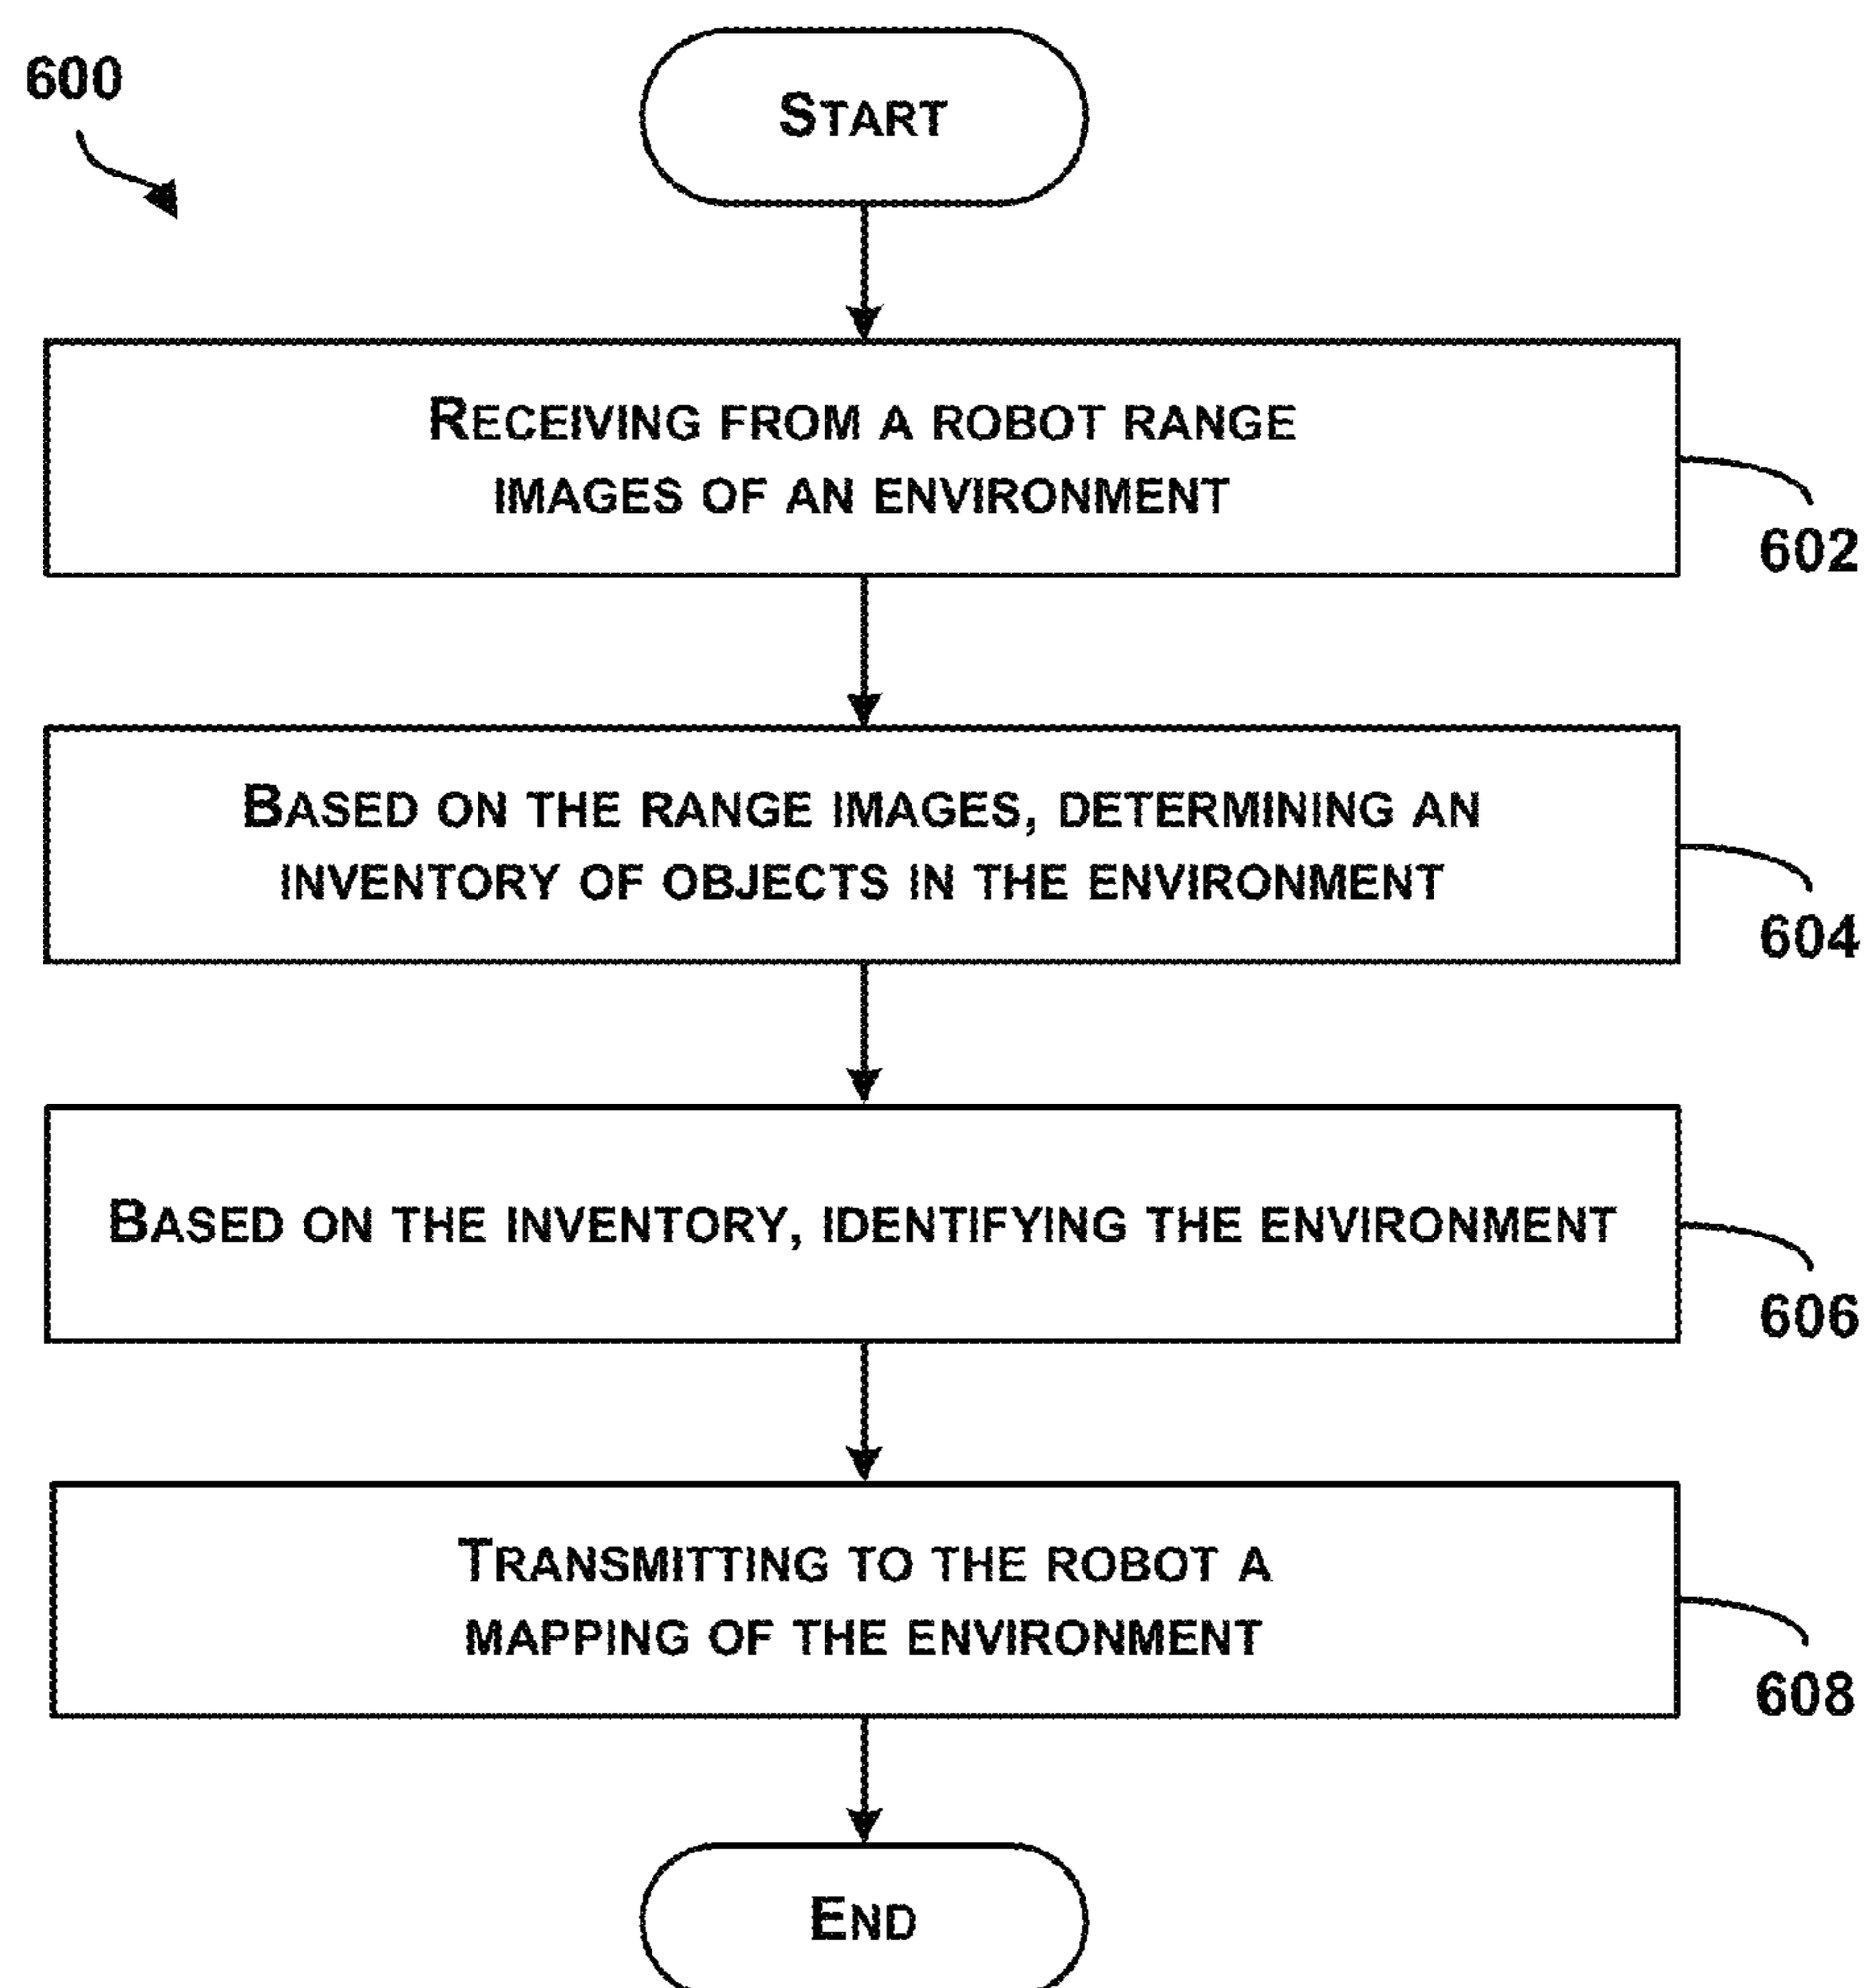 600
START
RECEIVING FROM A ROBOT RANGE
IMAGES OF AN ENVIRONMENT
602
BASED ON THE RANGE IMAGES, DETERMINING AN
INVENTORY OF OBJECTS IN THE ENVIRONMENT
604
BASED ON THE INVENTORY, IDENTIFYING THE ENVIRONMENT
606
TRANSMITTING TO THE ROBOT A
MAPPING OF THE ENVIRONMENT
608
END